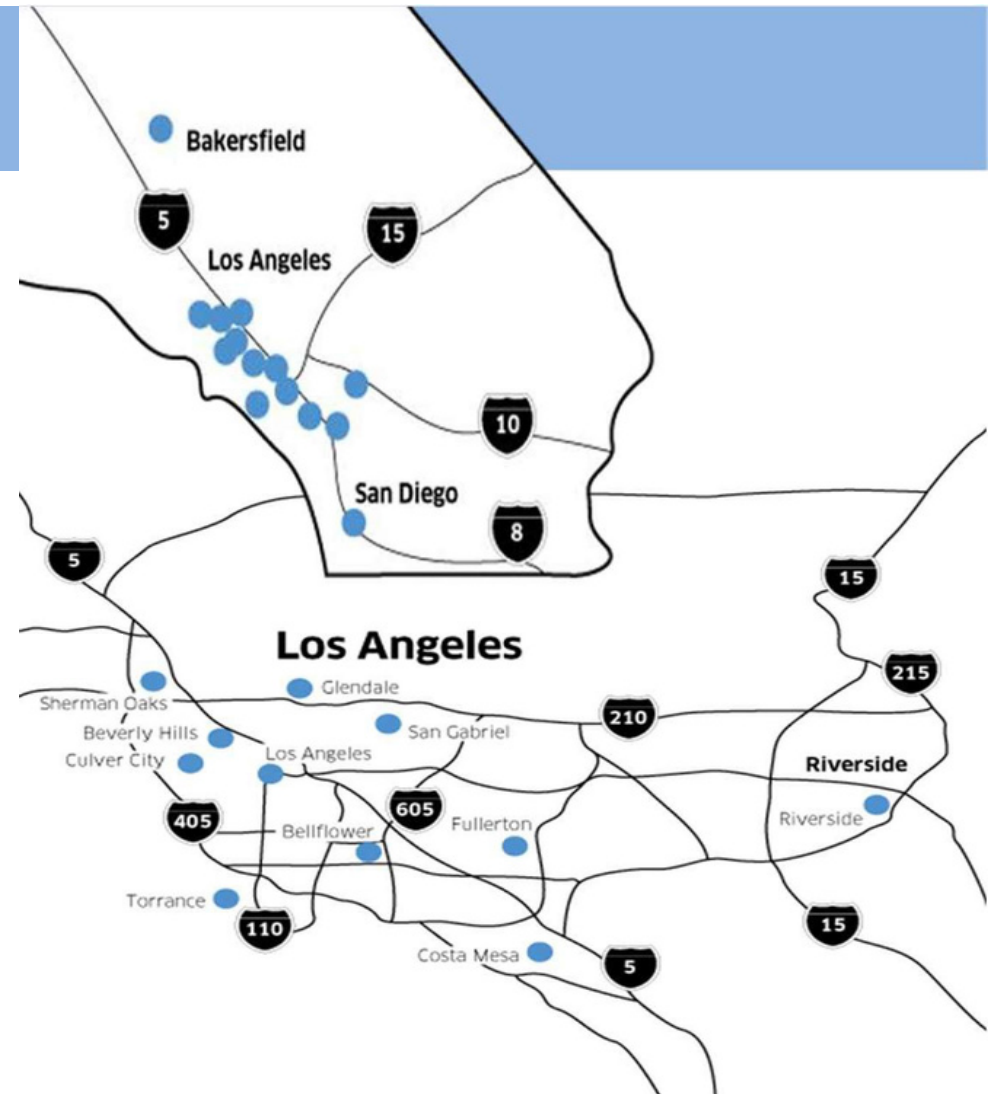 Bakersfield
5
15
Los Angeles
10
San Diego
8
5
15
Los Angeles
215
Glendale
Sherman Oaks
210
San Gabriel
Beverly Hills
Los Angeles
Culver City
Riverside
605
405
Riverside
Fullerton
Bellflower
Torrance
110
15
Costa Mesa
5